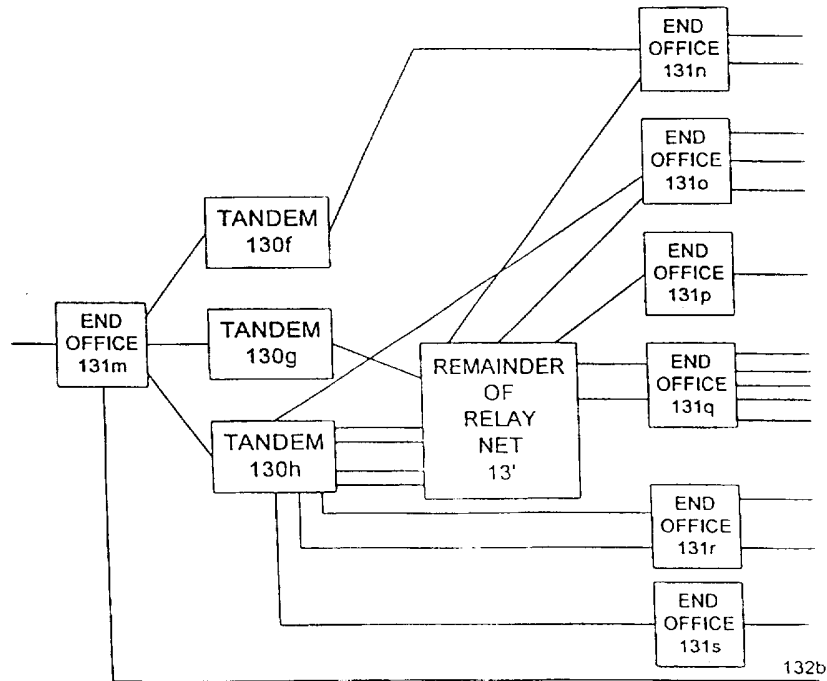 END
OFFICE
131n
END
OFFICE
131o
TANDEM
130f
END
OFFICE
131p
END
OFFICE
131m
TANDEM
130g
REMAINDER
OF
RELAY
NET
13'
END
OFFICE
131q
TANDEM
130h
END
OFFICE
131r
END
OFFICE
131s
132b